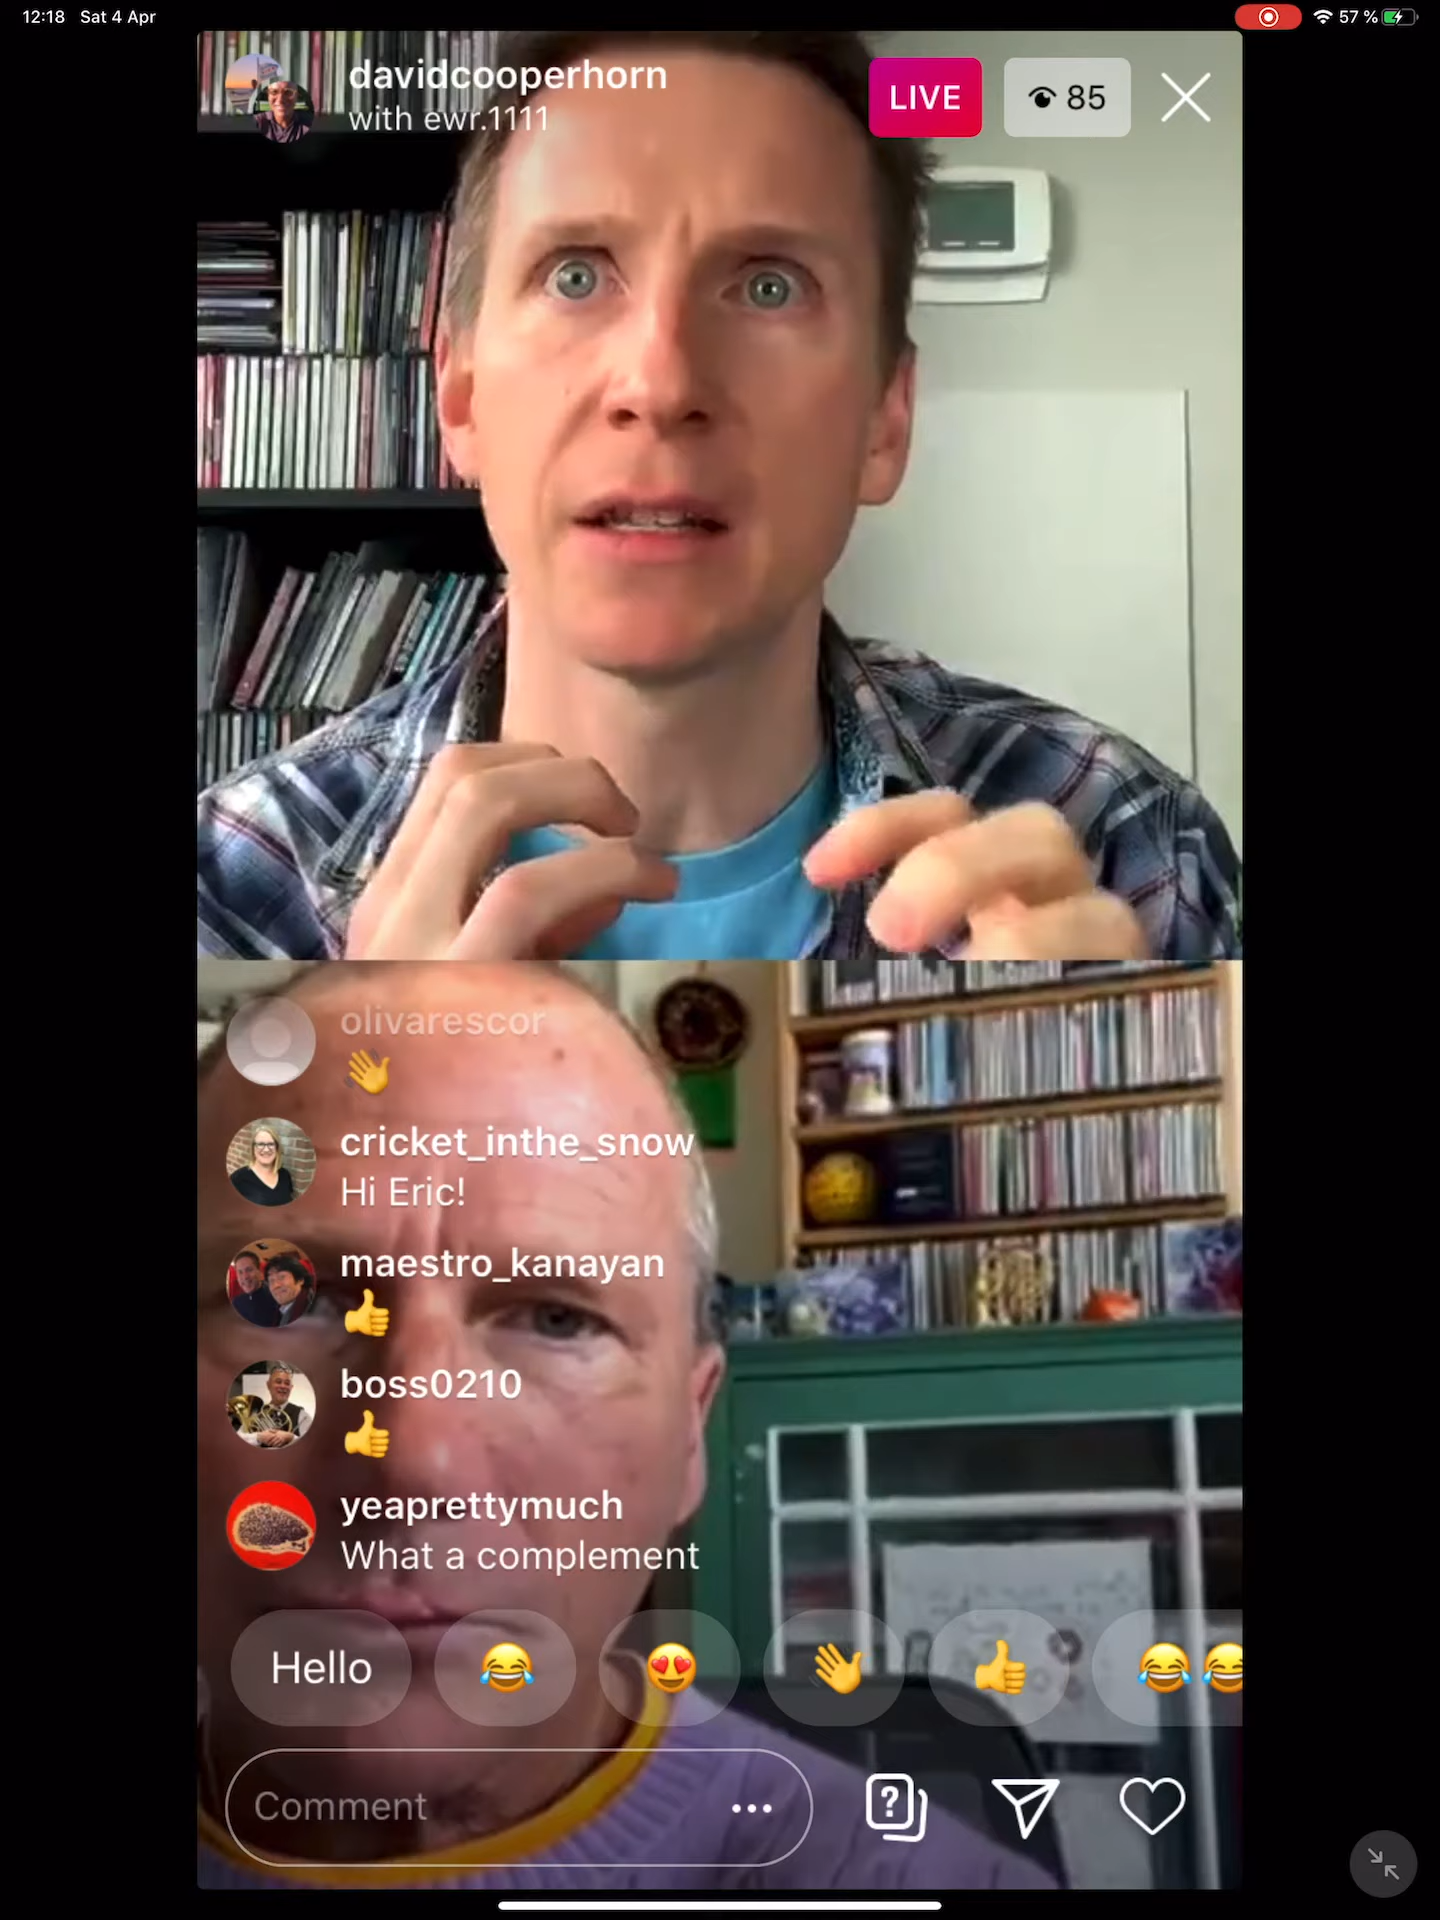 12:18 Sat 4 Apr
57 %
davidcooperhorn
with ewr.1111
LIVE
85
olivarescor
👋
cricket_inthe_snow
Hi Eric!
maestro_kanayan
👍
boss0210
👍
yeaprettymuch
What a complement
Hello 😂 😍 👋 👍 😂😂
Comment